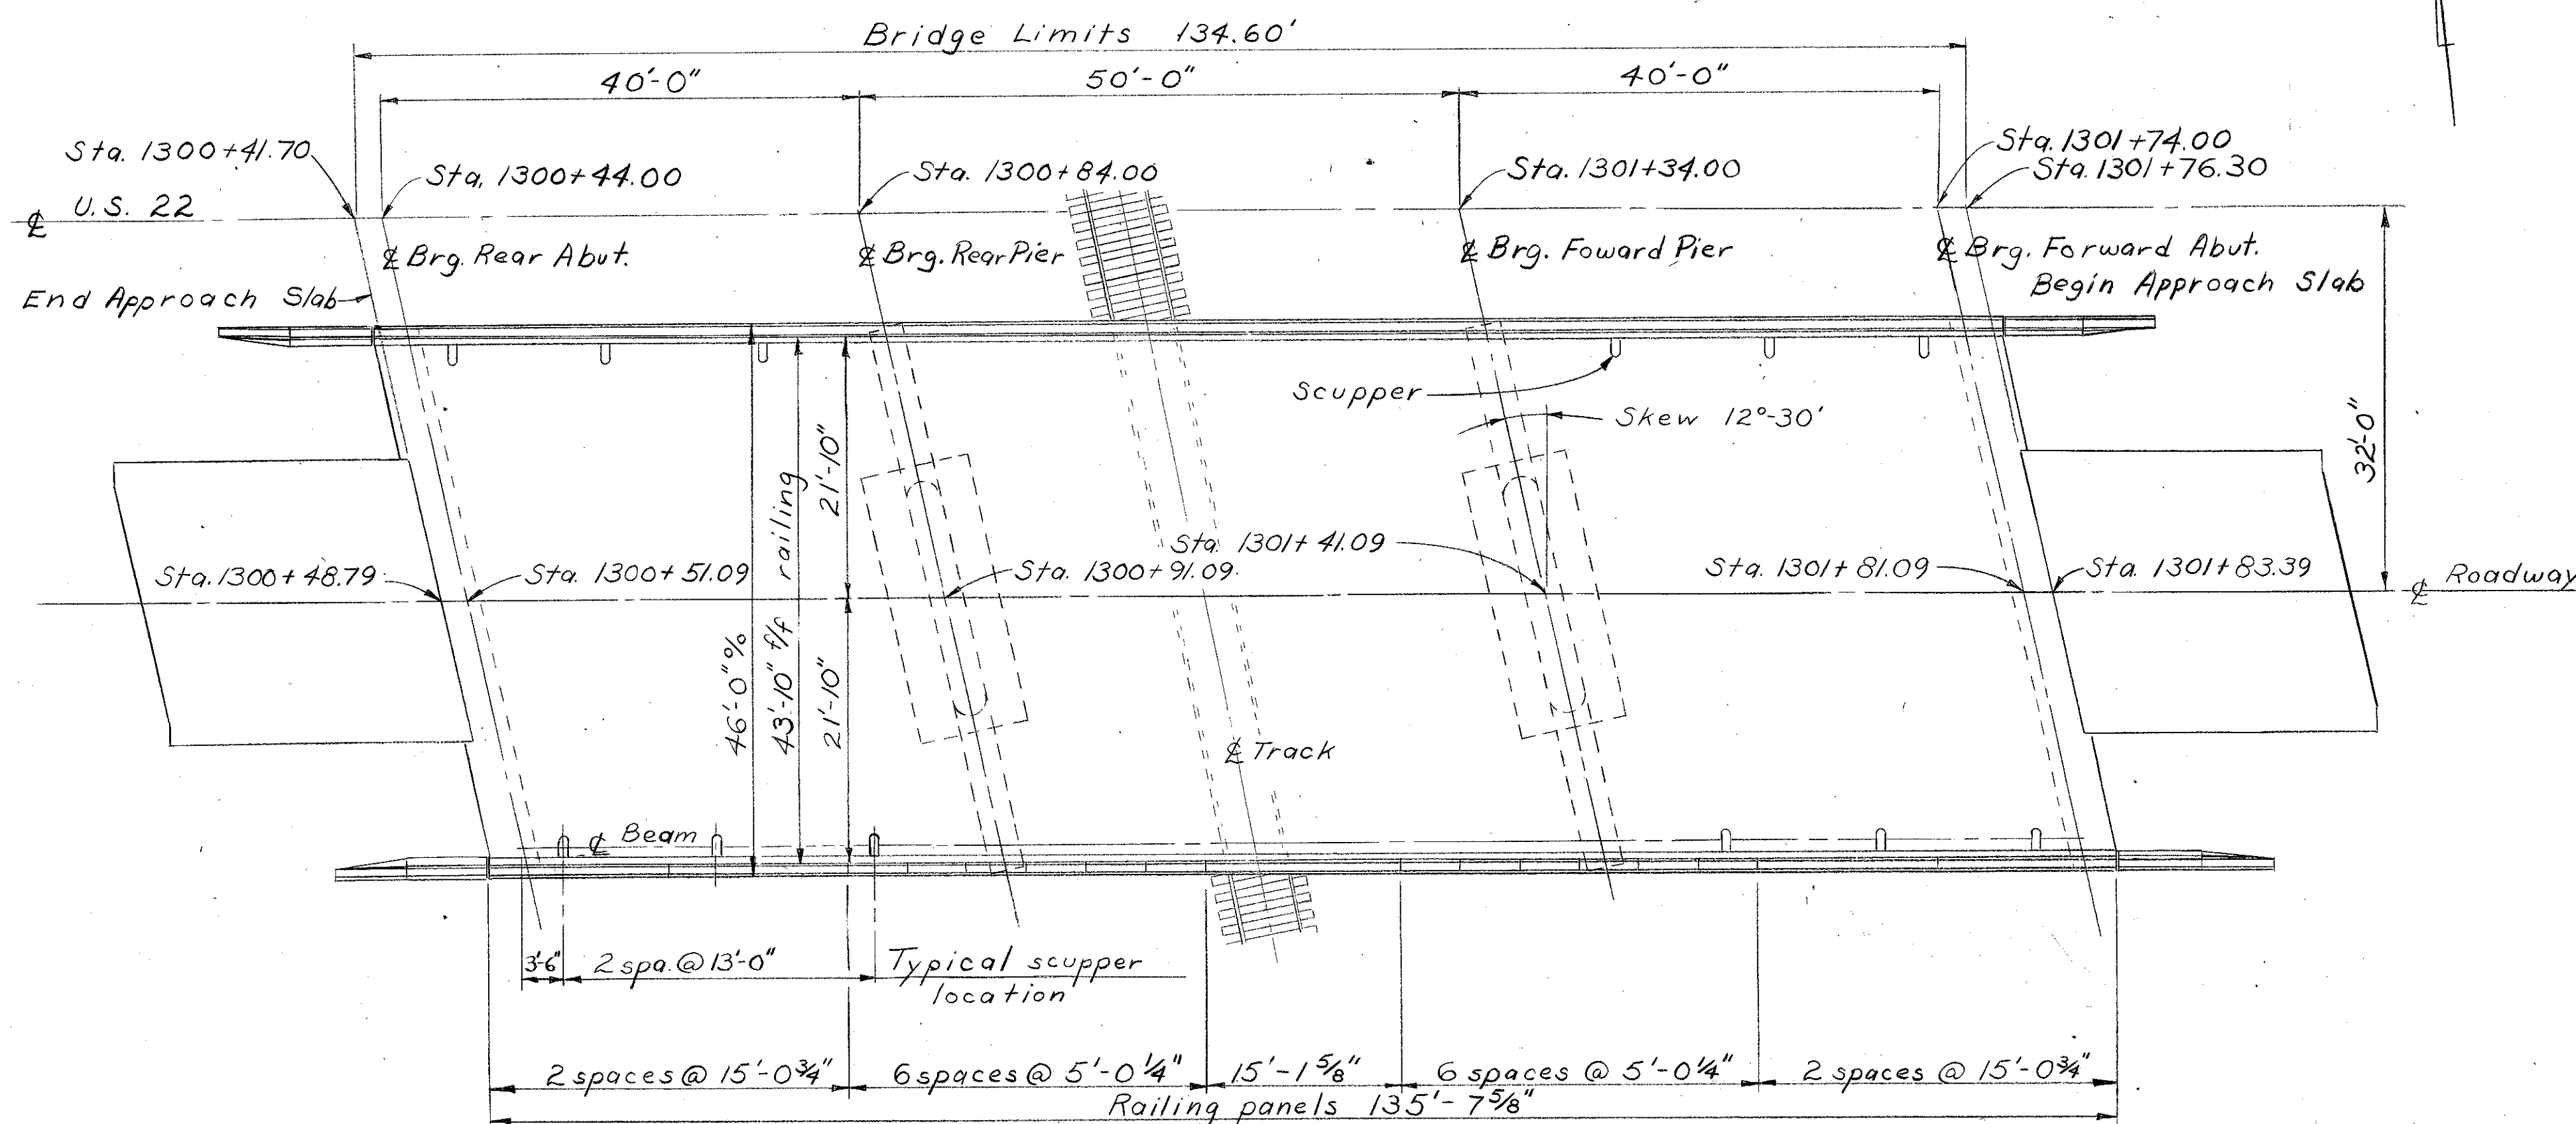 Bridge Limits 134.60'
40'-0" 50'-0" 40'-0"
Sta. 1300+41.70
Sta. 1300+44.00
Sta. 1300+84.00
Sta. 1301+34.00
Sta. 1301+74.00
Sta. 1301+76.30
℄ U.S. 22
℄ Brg. Rear Abut.
℄ Brg. Rear Pier
℄ Brg. Foward Pier
℄ Brg. Forward Abut.
End Approach Slab
Begin Approach Slab
Scupper
Skew 12°-30'
32'-0"
21'-10"
43'-10" f/f railing
46'-0" o/o
21'-10"
Sta. 1300+48.79
Sta. 1300+51.09
Sta. 1300+91.09
Sta. 1301+41.09
Sta. 1301+81.09
Sta. 1301+83.39
℄ Roadway
℄ Track
℄ Beam
3'-6" 2 spa. @ 13'-0"
Typical scupper
location
2 spaces @ 15'-0¾" 6 spaces @ 5'-0¼" 15'-1⅝" 6 spaces @ 5'-0¼" 2 spaces @ 15'-0¾"
Railing panels 135'-7⅝"